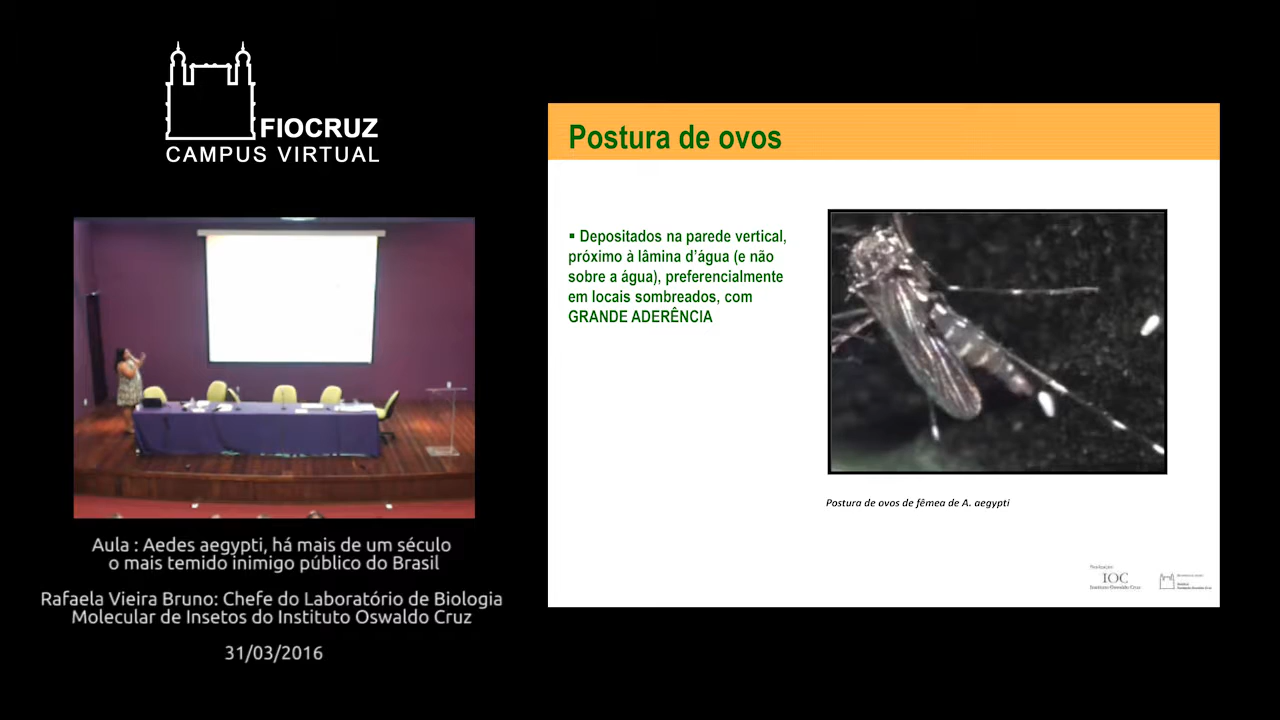 FIOCRUZ
CAMPUS VIRTUAL
Aula : Aedes aegypti, há mais de um século
o mais temido inimigo público do Brasil
Rafaela Vieira Bruno: Chefe do Laboratório de Biologia
Molecular de Insetos do Instituto Oswaldo Cruz
31/03/2016
Postura de ovos
▪ Depositados na parede vertical,
próximo à lâmina d’água (e não
sobre a água), preferencialmente
em locais sombreados, com
GRANDE ADERÊNCIA
Postura de ovos de fêmea de A. aegypti
IOC
Instituto Oswaldo Cruz